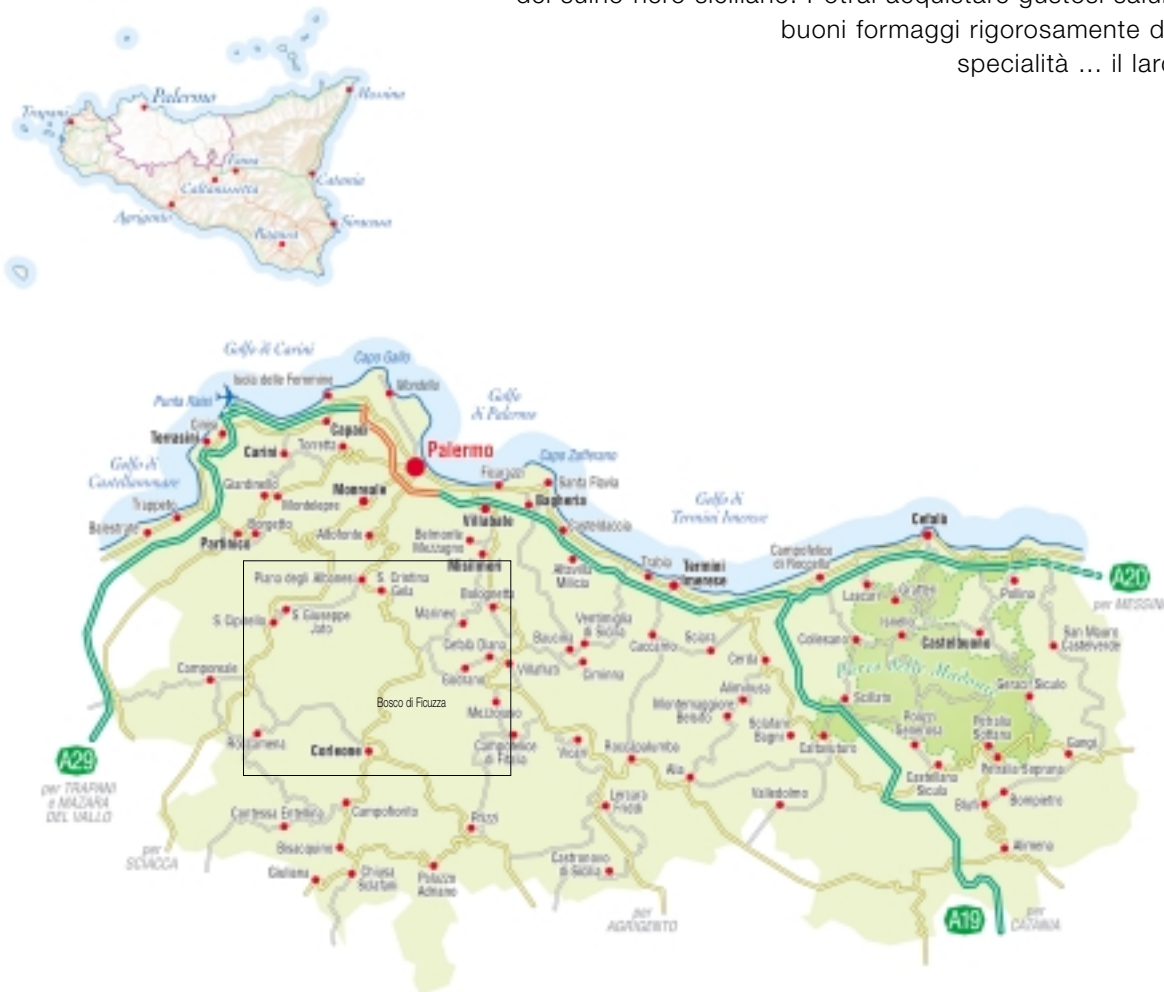 del suino nero siciliano. Potrai acquistare gustosi
buoni formaggi rigorosamente
specialità ... il
Palermo
Messina
Trapani
Enna
Caltanissetta
Catania
Agrigento
Siracusa
Ragusa
Golfo di Carini
Capo Gallo
Isola delle Femmine
Mondello
Punta Raisi
Golfo
di Palermo
Cinisi
Terrasini
Capaci
Carini
Torretta
Palermo
Capo Zafferano
Ficarazzi
Santa Flavia
Golfo di
Castellammare
Giardinello
Montelepre
Monreale
Bagheria
Golfo di
Termini Imerese
Trappeto
Balestrate
Borgetto
Partinico
Altofonte
Villabate
Casteldaccia
Cefalù
Belmonte
Mezzagno
Misilmeri
Altavilla
Milicia
Trabia
Termini
Imerese
Campofelice
di Roccella
A20
per MESSINA
Piana degli Albanesi
S. Cristina
Gela
Bolognetta
Lascari
Gratteri
Pollina
S. Cipirello
S. Giuseppe
Jato
Marineo
Ventimiglia
di Sicilia
Isnello
Castelbuono
San Mauro
Castelverde
Cefalà Diana
Baucina
Caccamo
Sciara
Collesano
Camporeale
Godrano
Villafrati
Ciminna
Cerda
Parco delle Madonie
Geraci Siculo
Bosco di Ficuzza
Mezzojuso
Montemaggiore
Belsito
Aliminusa
Scillato
Roccamena
Corleone
Campofelice
di Fitalia
Vicari
Roccapalumba
Sclafani
Bagni
Caltavuturo
Polizzi
Generosa
Petralia
Sottana
Gangi
A29
per TRAPANI
e MAZARA
DEL VALLO
Alia
Castellana
Sicula
Petralia Soprana
Contessa Entellina
Campofiorito
Prizzi
Lercara
Friddi
Valledolmo
Blufi
Bompietro
per
SCIACCA
Bisacquino
Giuliana
Chiusa
Sclafani
Palazzo
Adriano
Castronovo
di Sicilia
Alimena
per
AGRIGENTO
A19
per
CATANIA